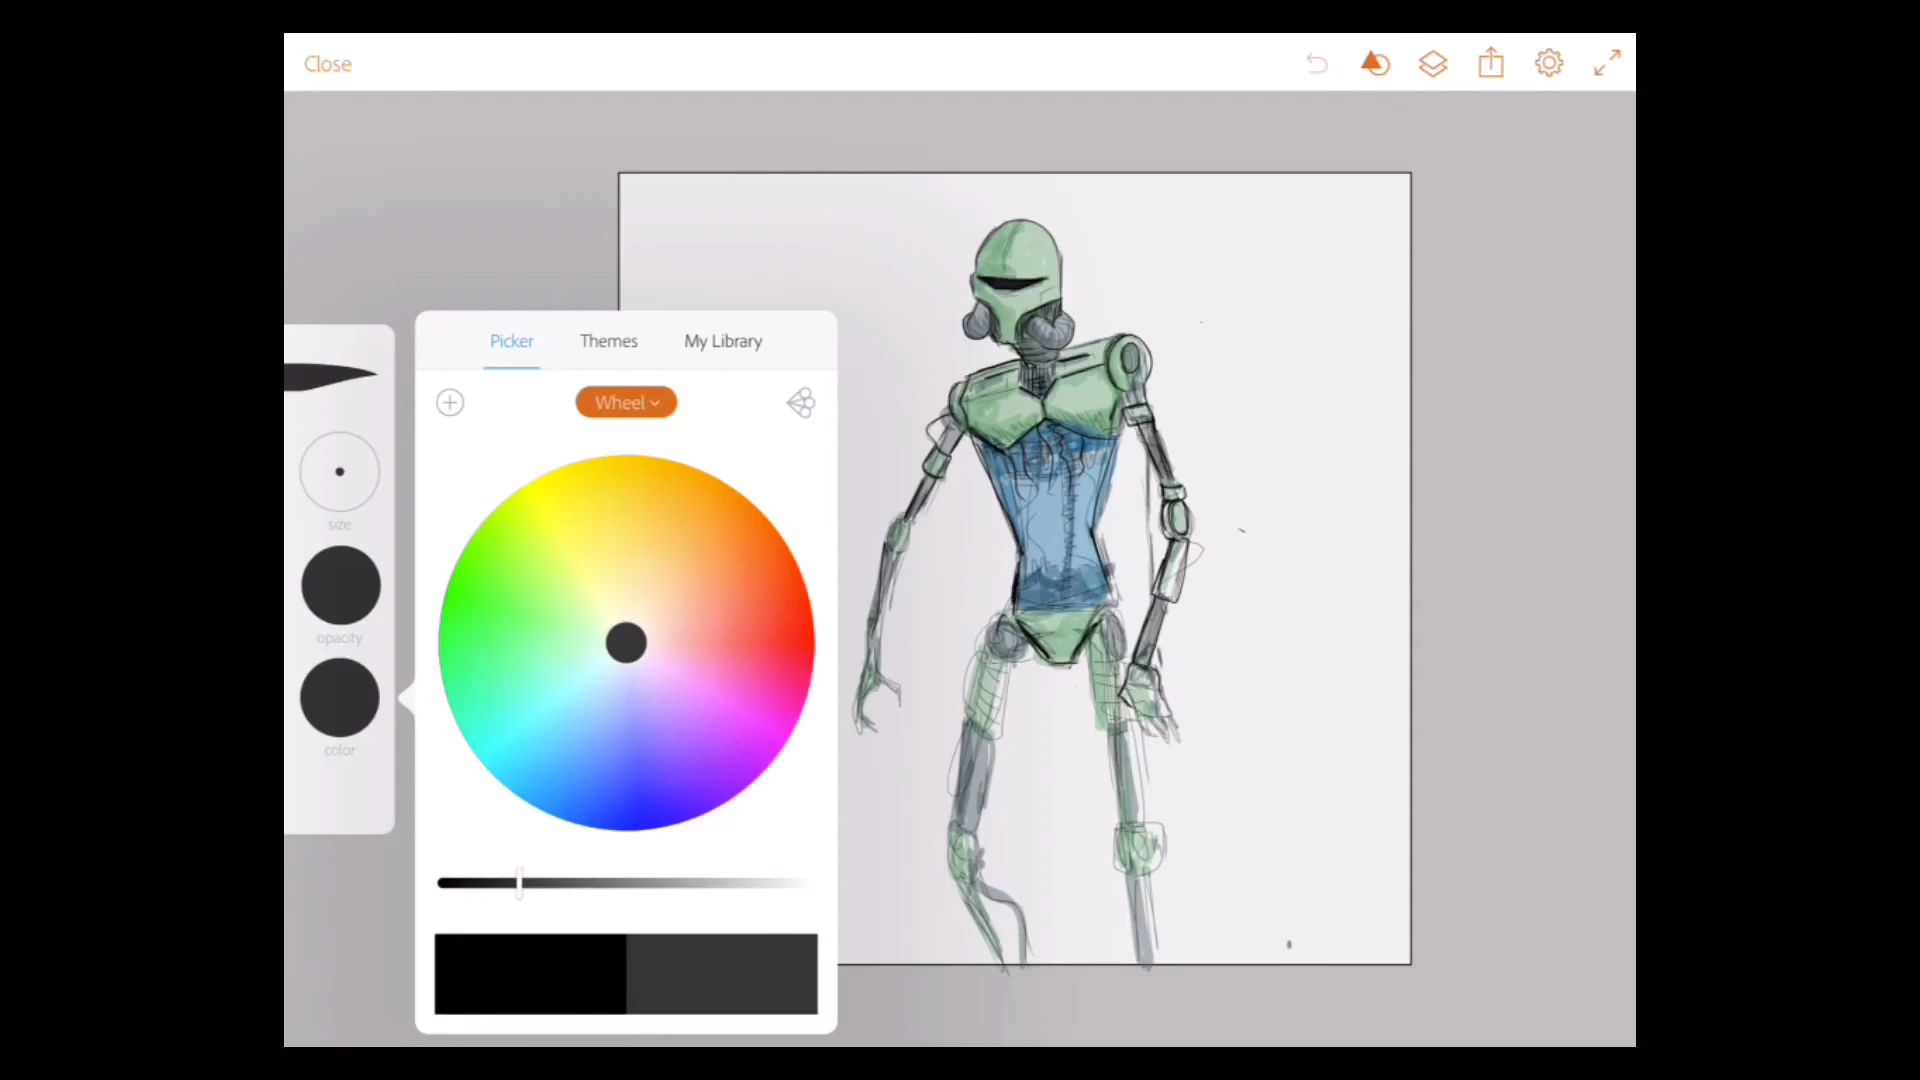 Close
Picker Themes My Library
Wheel
size
opacity
color